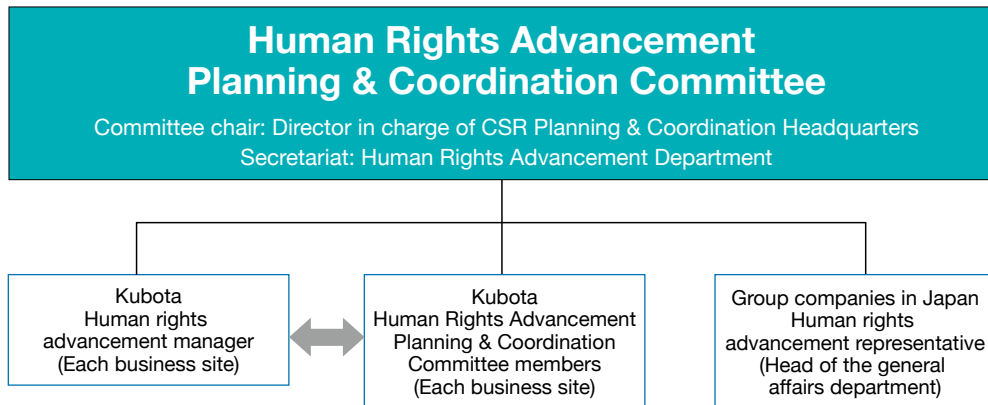 Human Rights Advancement
Planning & Coordination Committee
Committee chair: Director in charge of CSR Planning & Coordination Headquarters
Secretariat: Human Rights Advancement Department
Kubota
Human rights
advancement manager
(Each business site)
Kubota
Human Rights Advancement
Planning & Coordination
Committee members
(Each business site)
Group companies in Japan
Human rights
advancement representative
(Head of the general
affairs department)